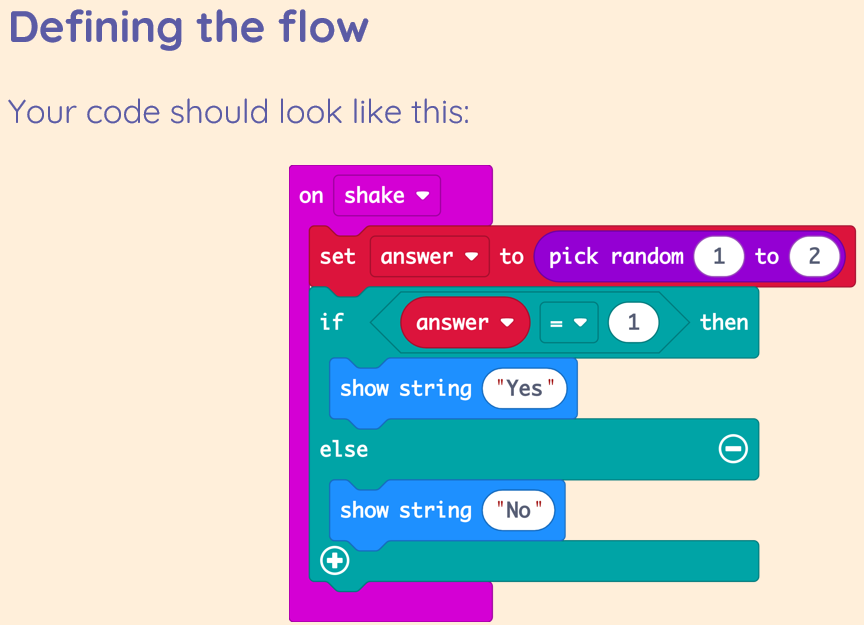 Defining the flow
Your code should look like this:
on shake
set answer to pick random 1 to 2
if answer = 1 then
show string "Yes"
else
show string "No"